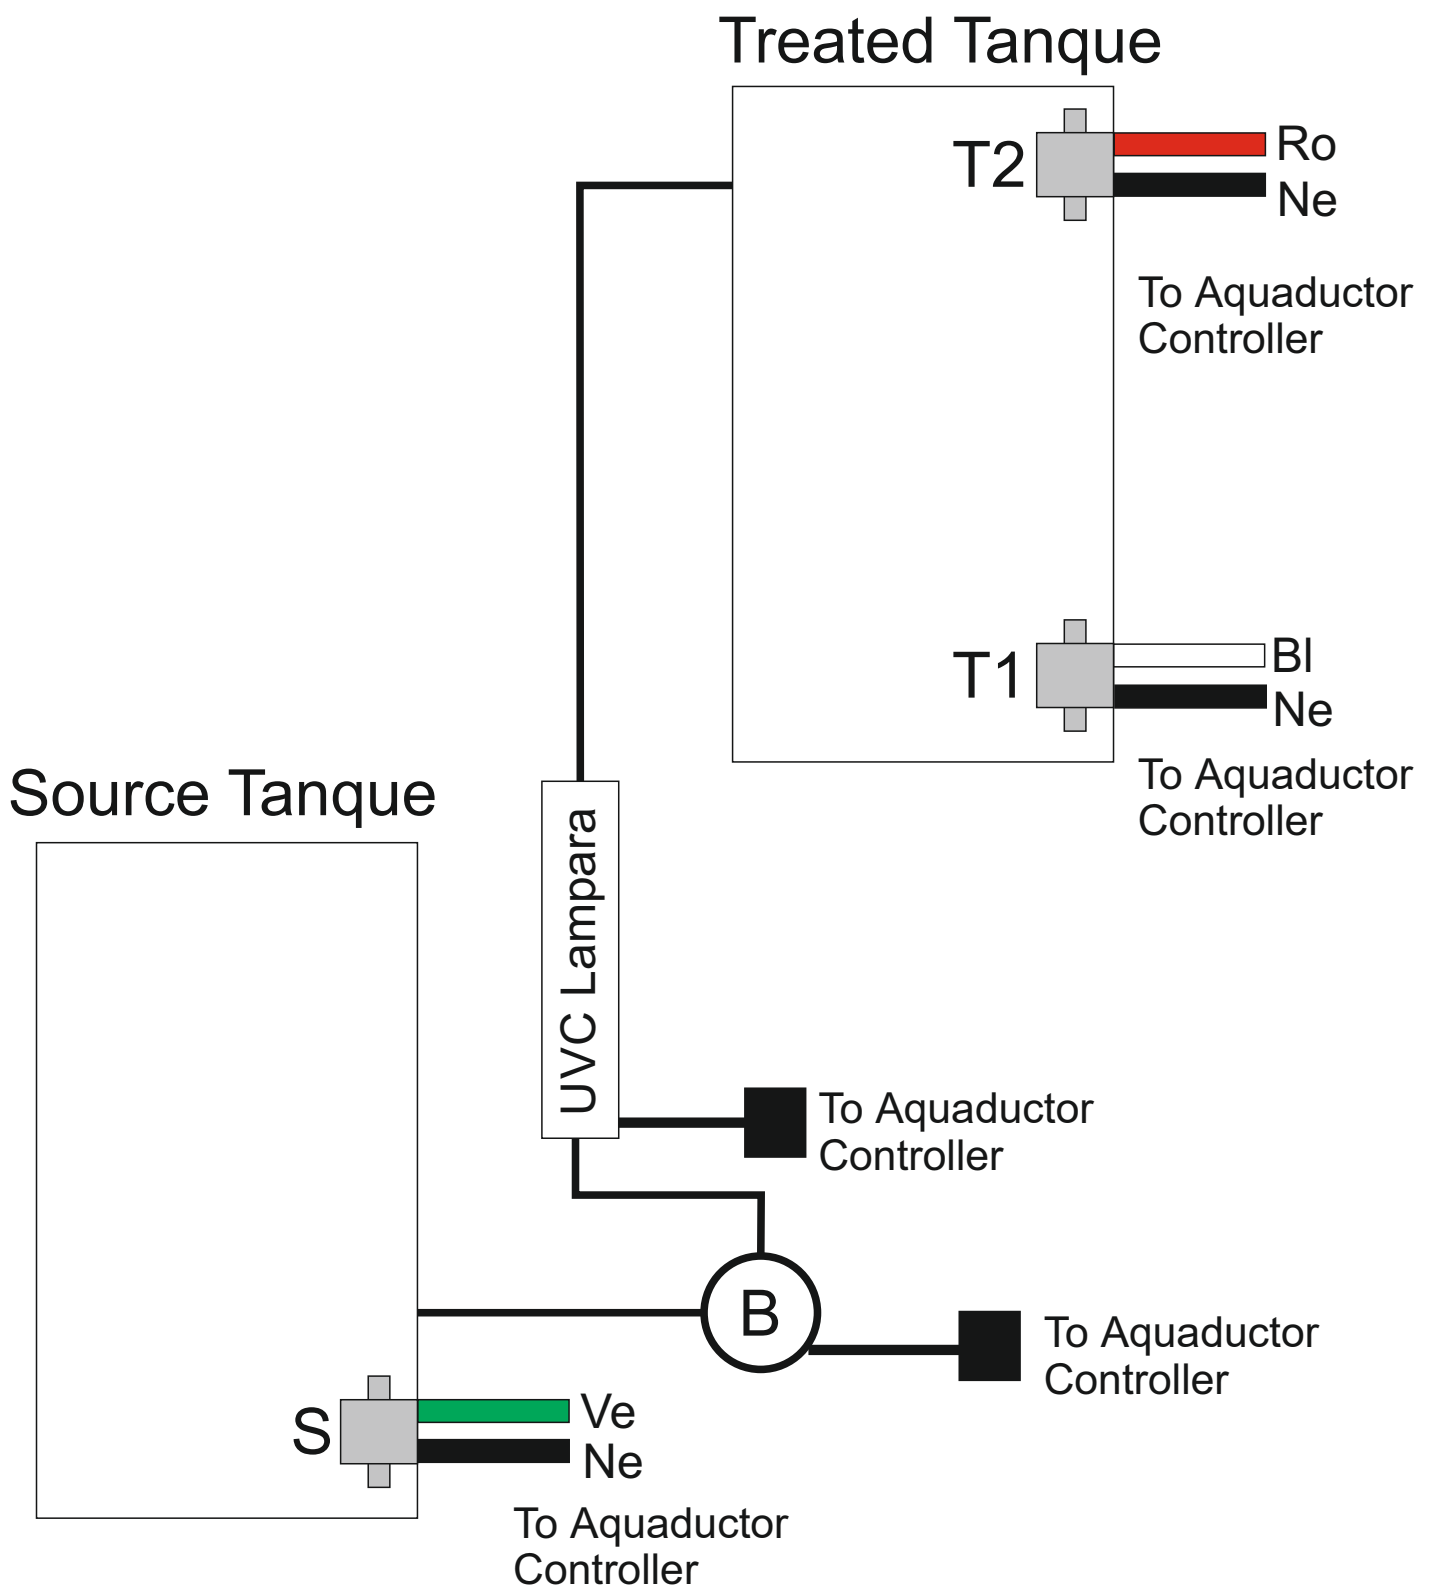 Treated Tanque
T2
Ro
Ne
To Aquaductor
Controller
T1
Bl
Ne
To Aquaductor
Controller
Source Tanque
UVC Lampara
To Aquaductor
Controller
B
To Aquaductor
Controller
S
Ve
Ne
To Aquaductor
Controller